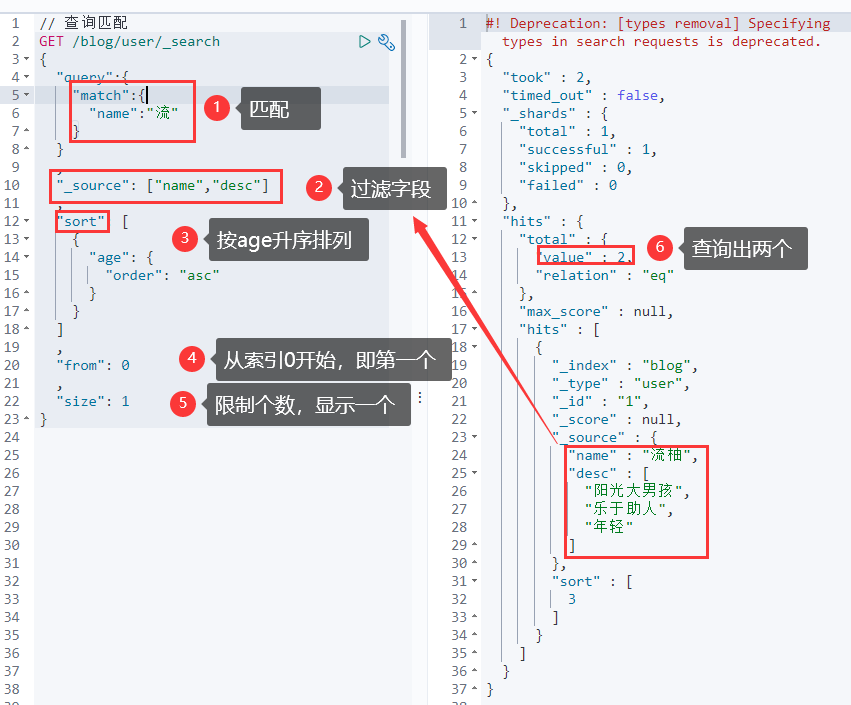 // 查询匹配
GET /blog/user/_search
{
"query":{
"match":{
"name":"流"
}
}
,
"_source": ["name","desc"]
,
"sort": [
{
"age": {
"order": "asc"
}
}
]
,
"from": 0
,
"size": 1
}
1 匹配
2 过滤字段
3 按age升序排列
4 从索引0开始，即第一个
5 限制个数，显示一个
#! Deprecation: [types removal] Specifying
types in search requests is deprecated.
{
"took" : 2,
"timed_out" : false,
"_shards" : {
"total" : 1,
"successful" : 1,
"skipped" : 0,
"failed" : 0
},
"hits" : {
"total" : {
"value" : 2,
"relation" : "eq"
},
"max_score" : null,
"hits" : [
{
"_index" : "blog",
"_type" : "user",
"_id" : "1",
"_score" : null,
"_source" : {
"name" : "流柚",
"desc" : [
"阳光大男孩",
"乐于助人",
"年轻"
]
},
"sort" : [
3
]
}
]
}
}
6 查询出两个